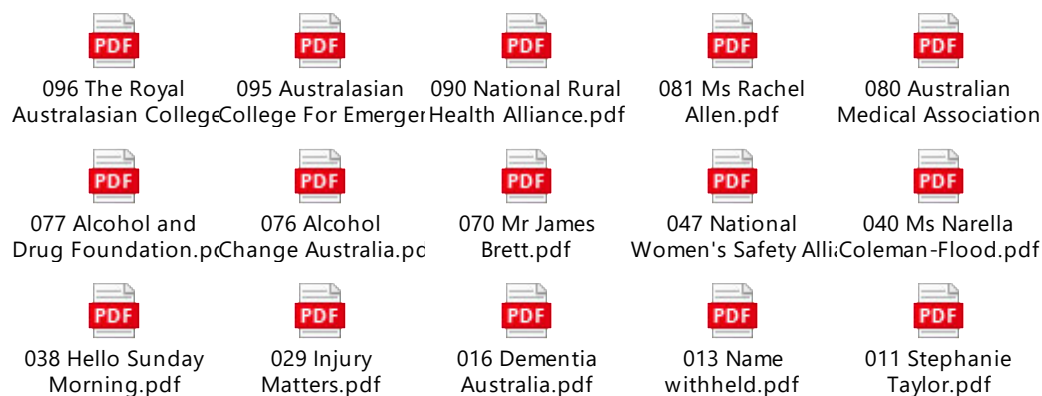 PDF PDF PDF PDF PDF
096 The Royal 095 Australasian 090 National Rural 081 Ms Rachel 080 Australian
Australasian College College For Emerger Health Alliance.pdf Allen.pdf Medical Association
PDF PDF PDF PDF PDF
077 Alcohol and 076 Alcohol 070 Mr James 047 National 040 Ms Narella
Drug Foundation.pd Change Australia.pd Brett.pdf Women's Safety Allia Coleman-Flood.pdf
PDF PDF PDF PDF PDF
038 Hello Sunday 029 Injury 016 Dementia 013 Name 011 Stephanie
Morning.pdf Matters.pdf Australia.pdf withheld.pdf Taylor.pdf